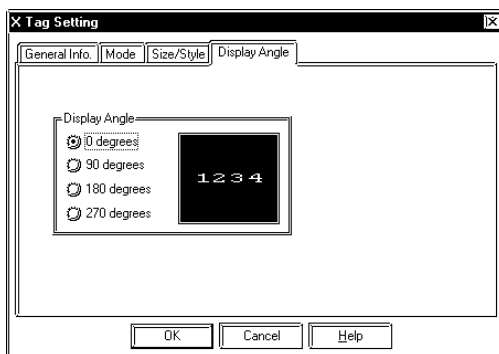 X Tag Setting
General Info. Mode Size/Style Display Angle
Display Angle
0 degrees
90 degrees
180 degrees
270 degrees
1234
OK Cancel Help